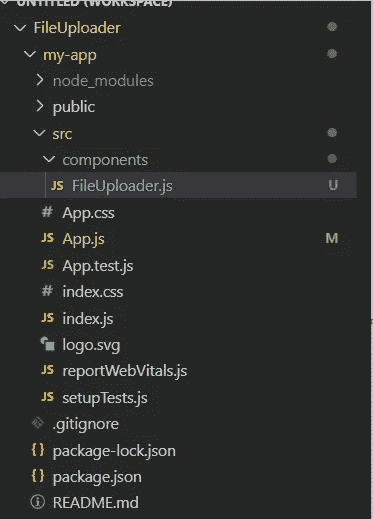 UNTITLED (WORKSPACE)
FileUploader
my-app
node_modules
public
src
components
JS FileUploader.js U
# App.css
JS App.js M
JS App.test.js
# index.css
JS index.js
logo.svg
JS reportWebVitals.js
JS setupTests.js
.gitignore
{} package-lock.json
{} package.json
README.md